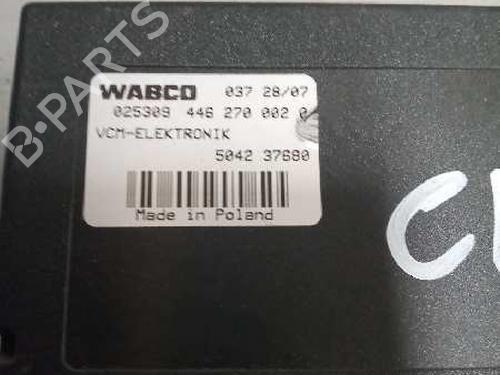 WABCO 037 28/07
025309 446 270 002 0
VCM-ELEKTRONIK
5042 37680
Made in Poland
B-PARTS